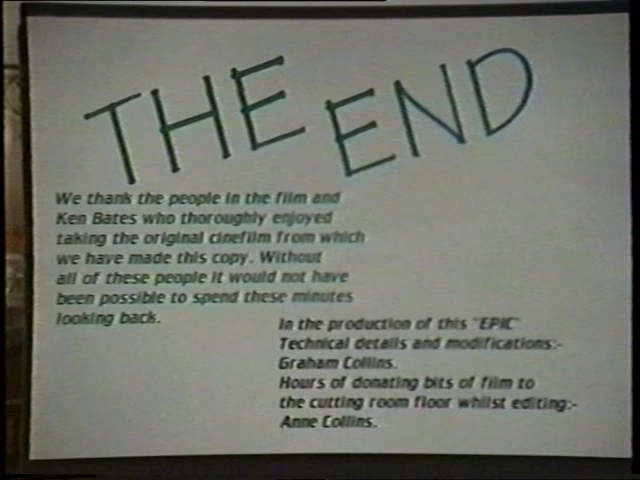 THE END
We thank the people in the film and
Ken Bates who thoroughly enjoyed
taking the original cinefilm from which
we have made this copy. Without
all of these people it would not have
been possible to spend these minutes
looking back.
In the production of this "EPIC"
Technical details and modifications:-
Graham Collins.
Hours of donating bits of film to
the cutting room floor whilst editing:-
Anne Collins.